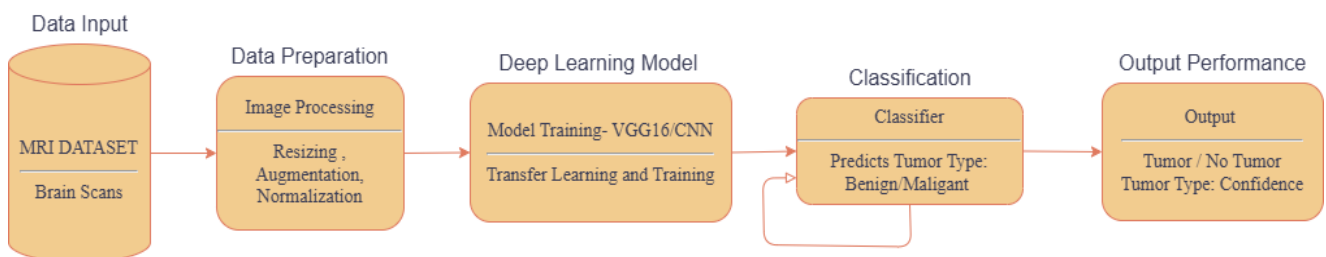 Data Input
MRI DATASET
Brain Scans
Data Preparation
Image Processing
Resizing ,
Augmentation,
Normalization
Deep Learning Model
Model Training- VGG16/CNN
Transfer Learning and Training
Classification
Classifier
Predicts Tumor Type:
Benign/Maligant
Output Performance
Output
Tumor / No Tumor
Tumor Type: Confidence